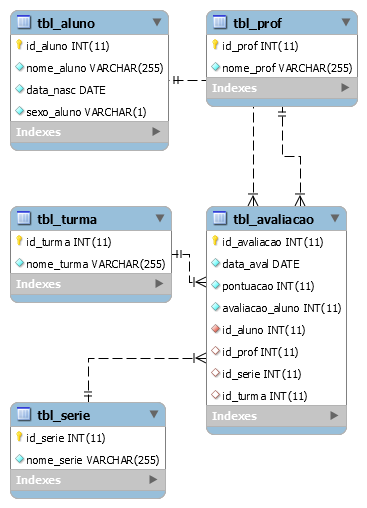 tbl_aluno
id_aluno INT(11)
nome_aluno VARCHAR(255)
data_nasc DATE
sexo_aluno VARCHAR(1)
Indexes
tbl_prof
id_prof INT(11)
nome_prof VARCHAR(255)
Indexes
tbl_turma
id_turma INT(11)
nome_turma VARCHAR(255)
Indexes
tbl_avaliacao
id_avaliacao INT(11)
data_aval DATE
pontuacao INT(11)
avaliacao_aluno INT(11)
id_aluno INT(11)
id_prof INT(11)
id_serie INT(11)
id_turma INT(11)
Indexes
tbl_serie
id_serie INT(11)
nome_serie VARCHAR(255)
Indexes